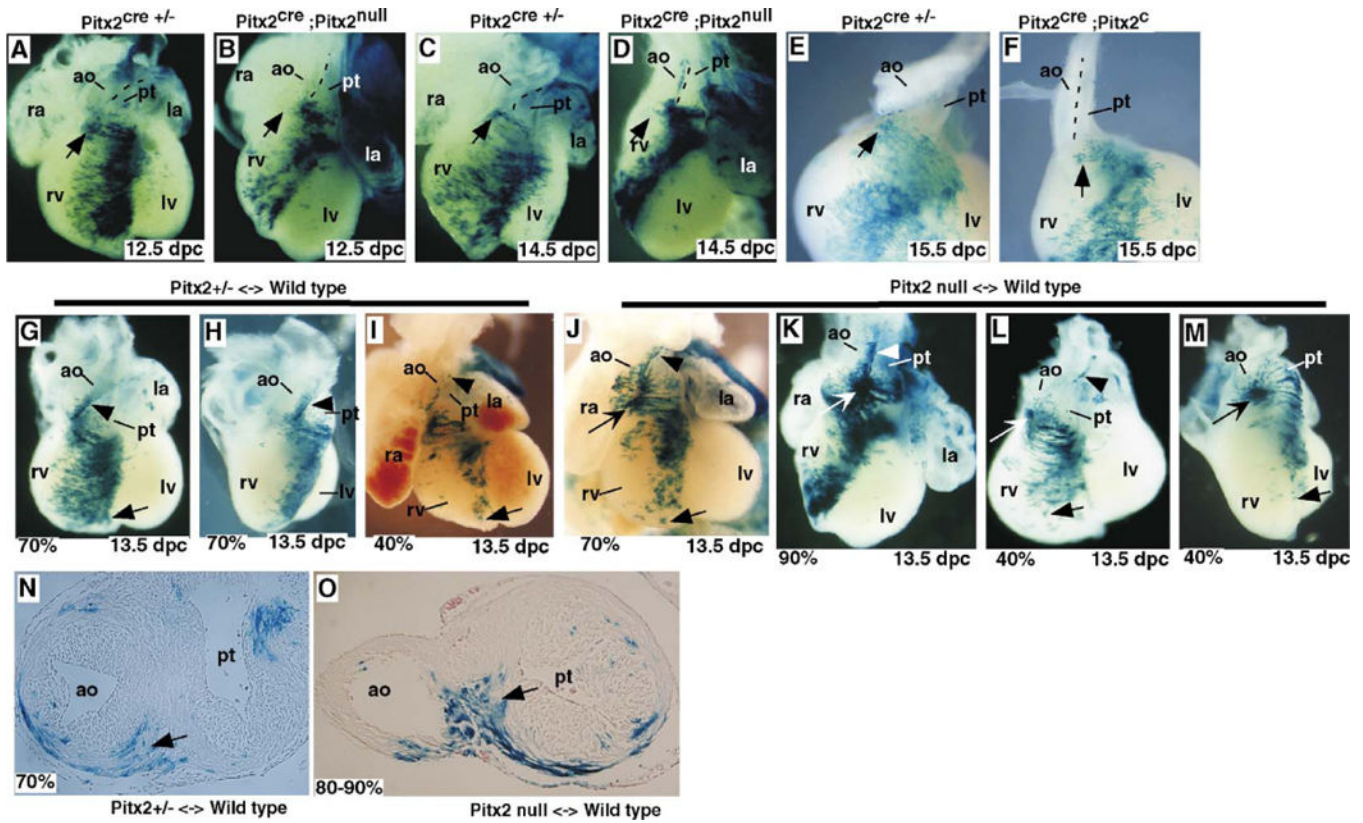 Pitx2cre +/- Pitx2cre ;Pitx2null Pitx2cre +/- Pitx2cre ;Pitx2null Pitx2cre +/- Pitx2cre ;Pitx2c
A ao pt ra la rv lv 12.5 dpc
B ra ao pt rv la lv 12.5 dpc
C ao ra pt rv lv 14.5 dpc
D ao pt rv la lv 14.5 dpc
E ao pt rv lv 15.5 dpc
F ao pt rv lv 15.5 dpc
Pitx2+/- <-> Wild type Pitx2 null <-> Wild type
G ao la pt rv lv
H ao pt rv lv
I ao la pt ra lv rv
J ao pt la ra rv lv
K ao pt ra rv la lv
L ao pt rv lv
M ao pt rv lv
70% 70% 13.5 dpc 40% 13.5 dpc 70% 13.5 dpc 90% 13.5 dpc 40% 13.5 dpc 40% 13.5 dpc
N pt ao 70%
O ao pt 80-90%
Pitx2+/- <-> Wild type Pitx2 null <-> Wild type